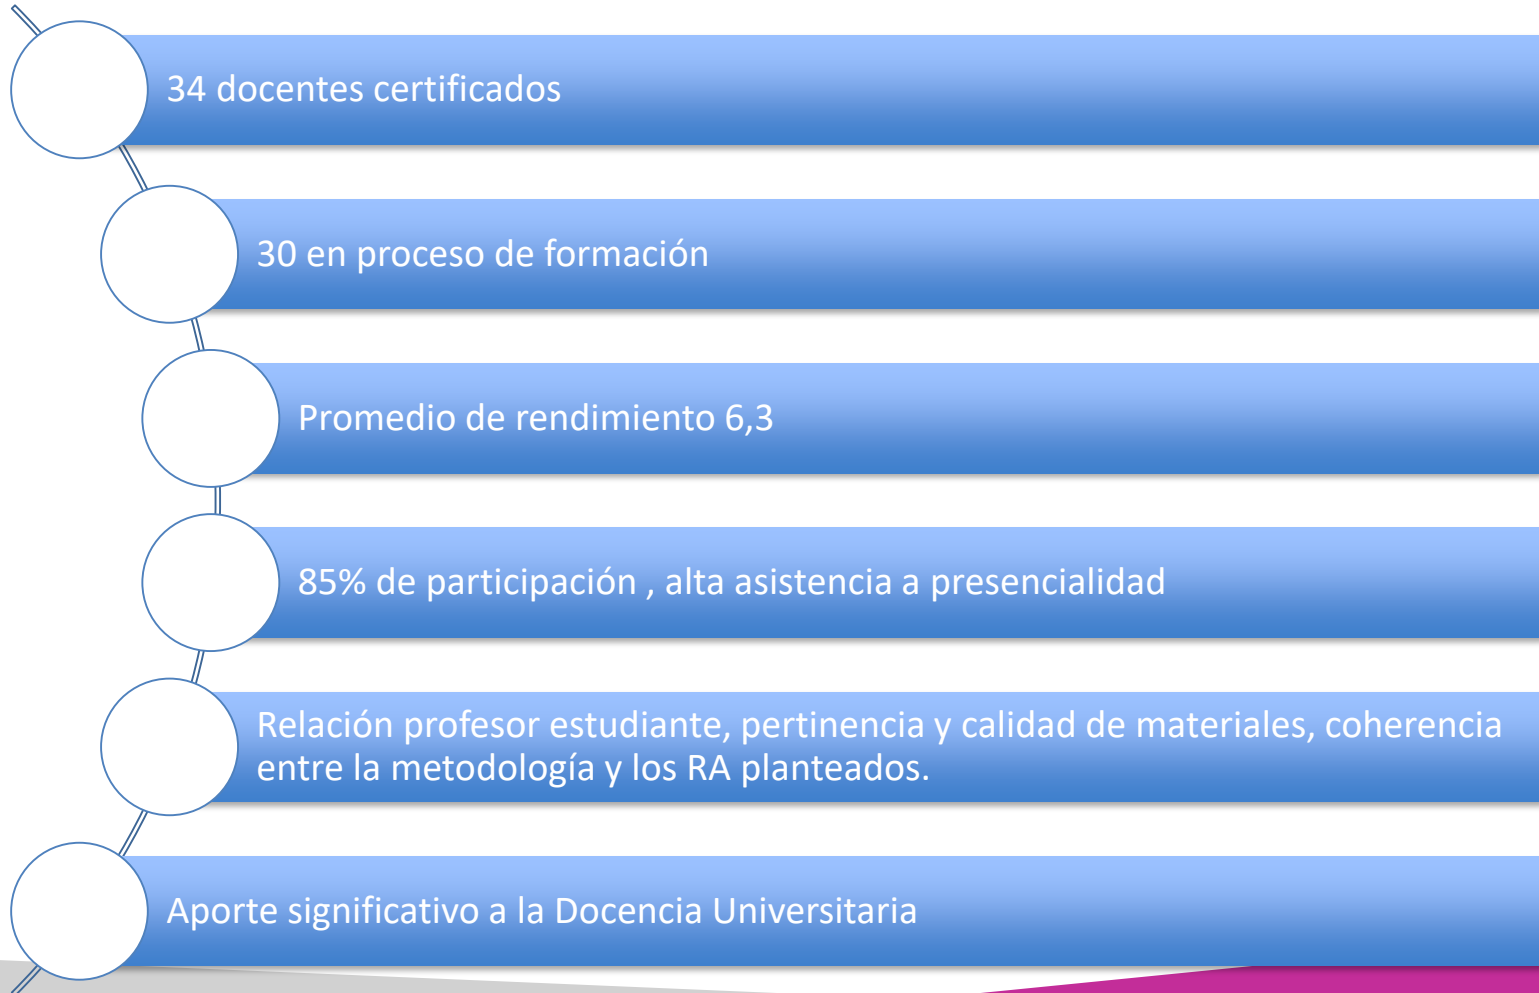 34 docentes certificados
30 en proceso de formación
Promedio de rendimiento 6,3
85% de participación , alta asistencia a presencialidad
Relación profesor estudiante, pertinencia y calidad de materiales, coherencia
entre la metodología y los RA planteados.
Aporte significativo a la Docencia Universitaria